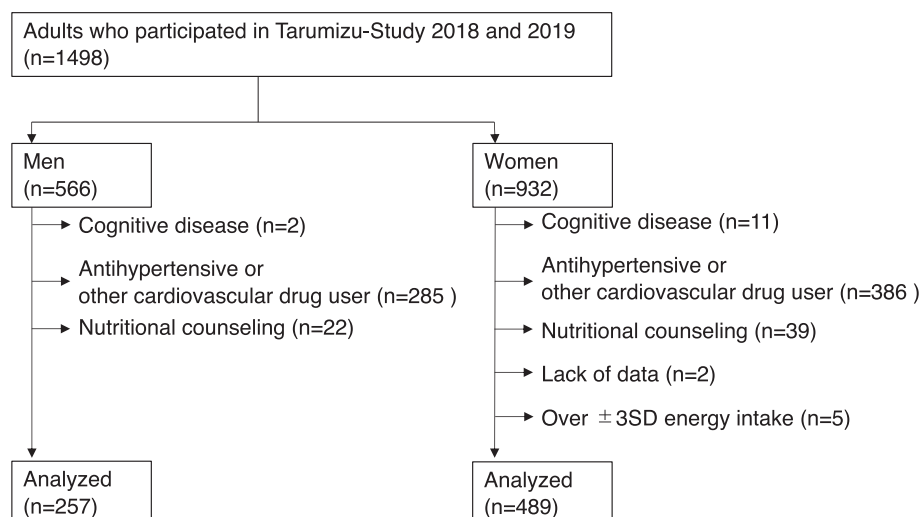 Adults who participated in Tarumizu-Study 2018 and 2019
(n=1498)
Men
(n=566)
Cognitive disease (n=2)
Antihypertensive or
other cardiovascular drug user (n=285 )
Nutritional counseling (n=22)
Analyzed
(n=257)
Women
(n=932)
Cognitive disease (n=11)
Antihypertensive or
other cardiovascular drug user (n=386 )
Nutritional counseling (n=39)
Lack of data (n=2)
Over ±3SD energy intake (n=5)
Analyzed
(n=489)